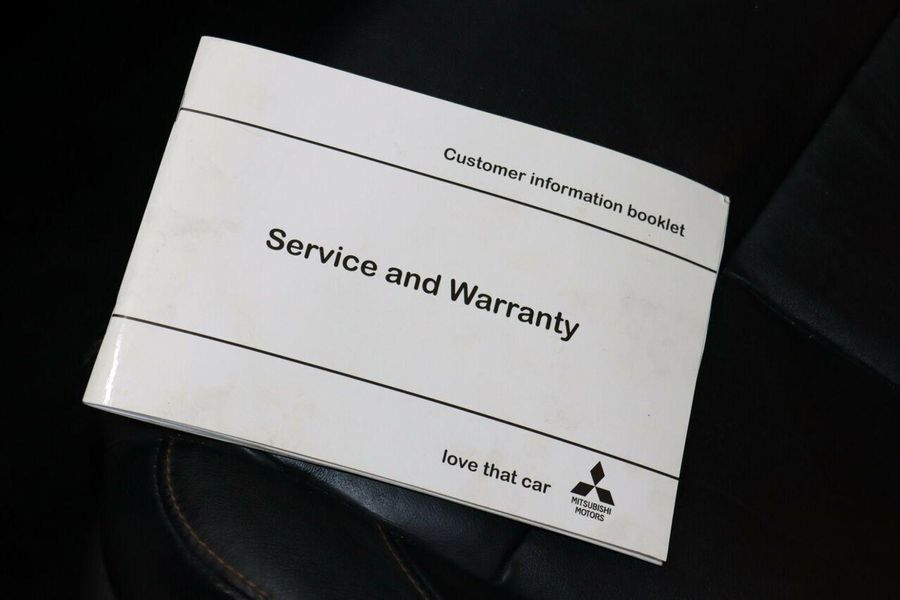 Customer information booklet
Service and Warranty
love that car
MITSUBISHI
MOTORS